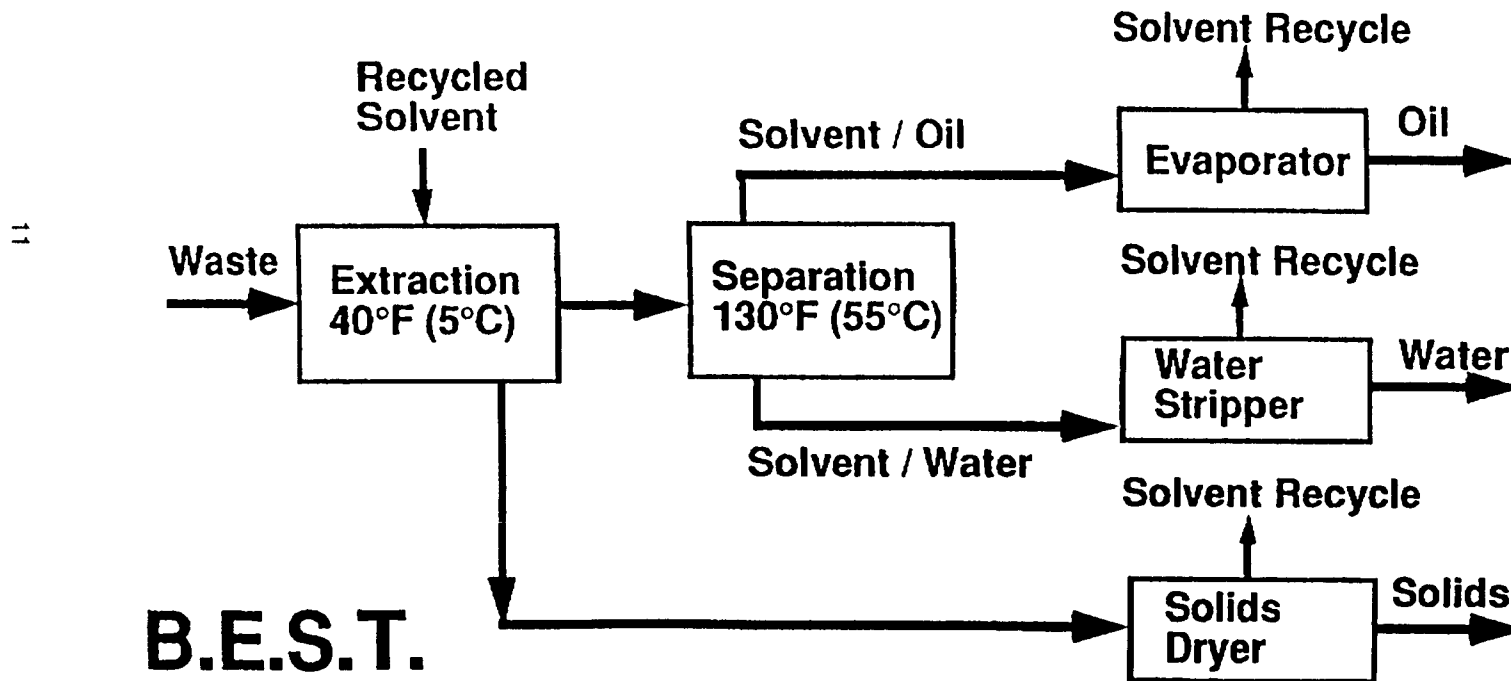 Solvent Recycle
Recycled
Solvent
Solvent / Oil
Oil
Evaporator
11
Waste
Extraction
40°F (5°C)
Separation
130°F (55°C)
Solvent Recycle
Water
Water
Stripper
Solvent / Water
Solvent Recycle
Solids
Solids
Dryer
B.E.S.T.